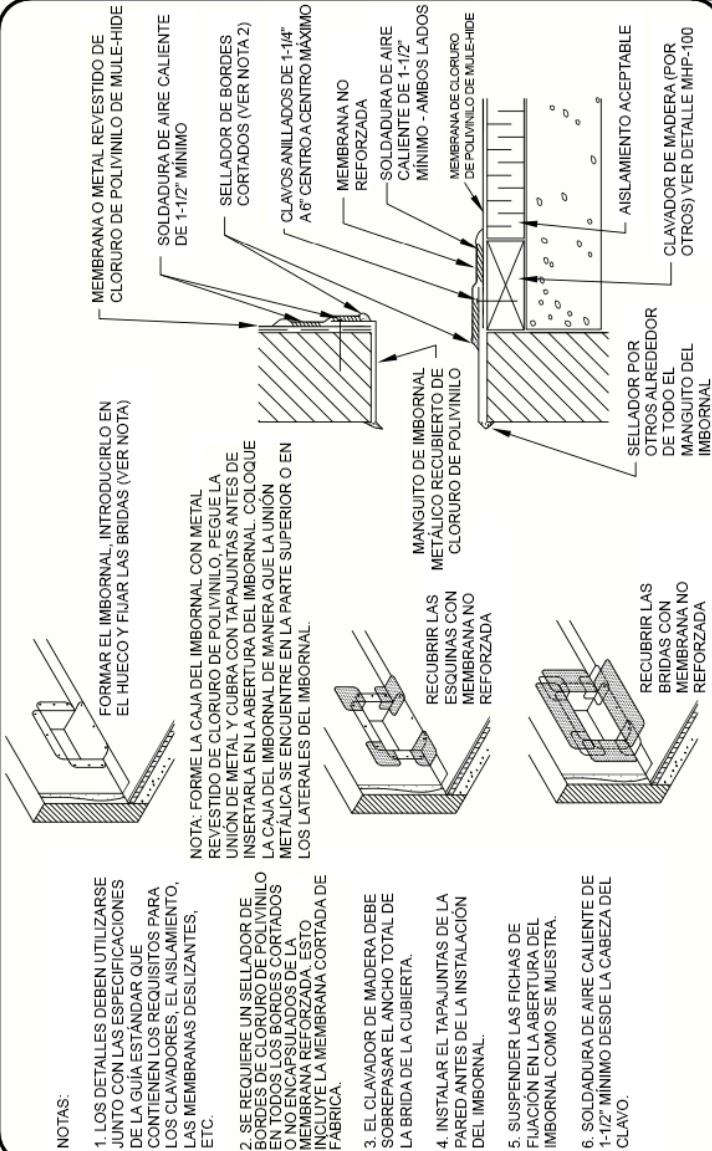 NOTAS:
1. LOS DETALLES DEBEN UTILIZARSE
JUNTO CON LAS ESPECIFICACIONES
DE LA GUÍA ESTÁNDAR QUE
CONTIENEN LOS REQUISITOS PARA
LOS CLAVADORES, EL AISLAMIENTO,
LAS MEMBRANAS DESLIZANTES,
ETC.
2. SE REQUIERE UN SELLADOR DE
BORDES DE CLORURO DE POLIVINILO
EN TODOS LOS BORDES CORTADOS
O NO ENCAPSULADOS DE LA
MEMBRANA REFORZADA. ESTO
INCLUYE LA MEMBRANA CORTADA DE
FÁBRICA.
3. EL CLAVADOR DE MADERA DEBE
SOBREPASAR EL ANCHO TOTAL DE
LA BRIDA DE LA CUBIERTA.
4. INSTALAR EL TAPAJUNTAS DE LA
PARED ANTES DE LA INSTALACIÓN
DEL IMBORNAL.
5. SUSPENDER LAS FICHAS DE
FIJACIÓN EN LA ABERTURA DEL
IMBORNAL COMO SE MUESTRA.
6. SOLDADURA DE AIRE CALIENTE DE
1-1/2" MÍNIMO DESDE LA CABEZA DEL
CLAVO.
FORMAR EL IMBORNAL, INTRODUCIRLO EN
EL HUECO Y FIJAR LAS BRIDAS (VER NOTA)
NOTA: FORME LA CAJA DEL IMBORNAL CON METAL
REVESTIDO DE CLORURO DE POLIVINILO, PEGUE LA
UNIÓN DE METAL Y CUBRA CON TAPAJUNTAS ANTES DE
INSERTARLA EN LA ABERTURA DEL IMBORNAL. COLOQUE
LA CAJA DEL IMBORNAL DE MANERA QUE LA UNIÓN
METÁLICA SE ENCUENTRE EN LA PARTE SUPERIOR O EN
LOS LATERALES DEL IMBORNAL.
RECUBRIR LAS
ESQUINAS CON
MEMBRANA NO
REFORZADA
RECUBRIR LAS
BRIDAS CON
MEMBRANA NO
REFORZADA
MEMBRANA O METAL REVESTIDO DE
CLORURO DE POLIVINILO DE MULE-HIDE
SOLDADURA DE AIRE CALIENTE
DE 1-1/2" MÍNIMO
SELLADOR DE BORDES
CORTADOS (VER NOTA 2)
CLAVOS ANILLADOS DE 1-1/4"
A 6" CENTRO A CENTRO MÁXIMO
MEMBRANA NO
REFORZADA
SOLDADURA DE AIRE
CALIENTE DE 1-1/2"
MÍNIMO - AMBOS LADOS
MEMBRANA DE CLORURO
DE POLIVINILO DE MULE-HIDE
MANGUITO DE IMBORNAL
METÁLICO RECUBIERTO DE
CLORURO DE POLIVINILO
AISLAMIENTO ACEPTABLE
CLAVADOR DE MADERA (POR
OTROS) VER DETALLE MHP-100
SELLADOR POR
OTROS ALREDEDOR
DE TODO EL
MANGUITO DEL
IMBORNAL